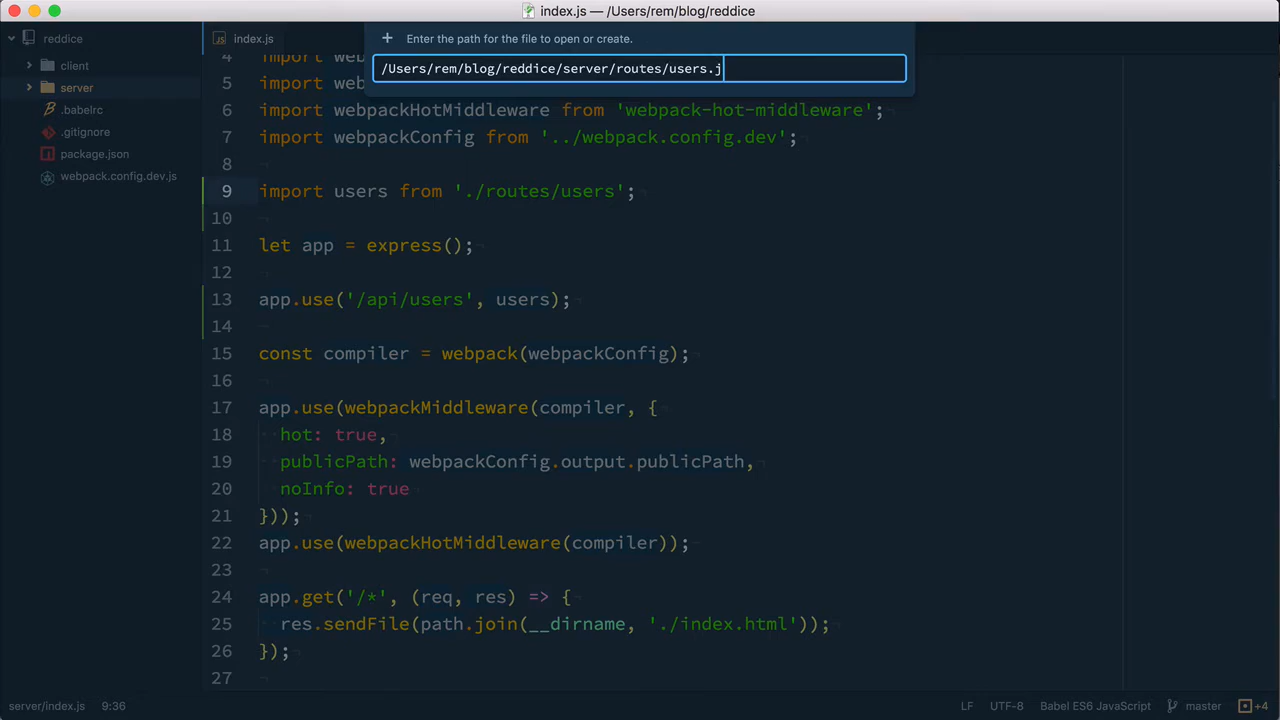 index.js — /Users/rem/blog/reddice
reddice
index.js
Enter the path for the file to open or create.
/Users/rem/blog/reddice/server/routes/users.j
client
server
.babelrc
.gitignore
package.json
webpack.config.dev.js
4 import
5 import
6 import webpackHotMiddleware from 'webpack-hot-middleware';
7 import webpackConfig from '../webpack.config.dev';
8
9 import users from './routes/users';
10
11 let app = express();
12
13 app.use('/api/users', users);
14
15 const compiler = webpack(webpackConfig);
16
17 app.use(webpackMiddleware(compiler, {
18 hot: true,
19 publicPath: webpackConfig.output.publicPath,
20 noInfo: true
21 }));
22 app.use(webpackHotMiddleware(compiler));
23
24 app.get('/*', (req, res) => {
25 res.sendFile(path.join(__dirname, './index.html'));
26 });
27
server/index.js 9:36 LF UTF-8 Babel ES6 JavaScript master +4